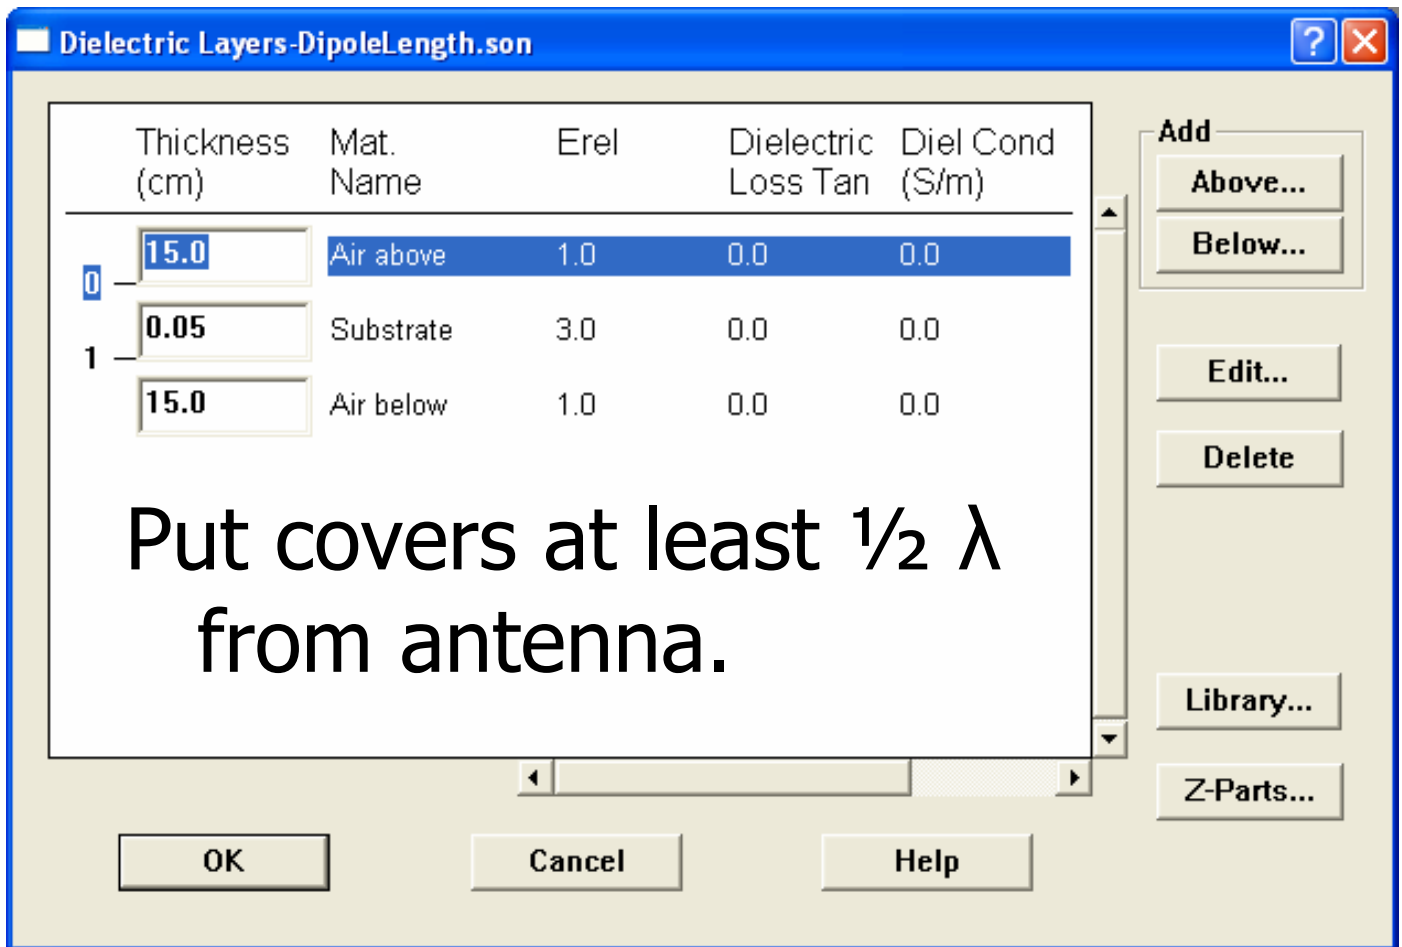 Dielectric Layers-DipoleLength.son
Thickness Mat. Erel Dielectric Diel Cond
(cm) Name Loss Tan (S/m)
15.0 Air above 1.0 0.0 0.0
0
0.05 Substrate 3.0 0.0 0.0
1
15.0 Air below 1.0 0.0 0.0
Put covers at least ½ λ
from antenna.
Add
Above...
Below...
Edit...
Delete
Library...
Z-Parts...
OK Cancel Help